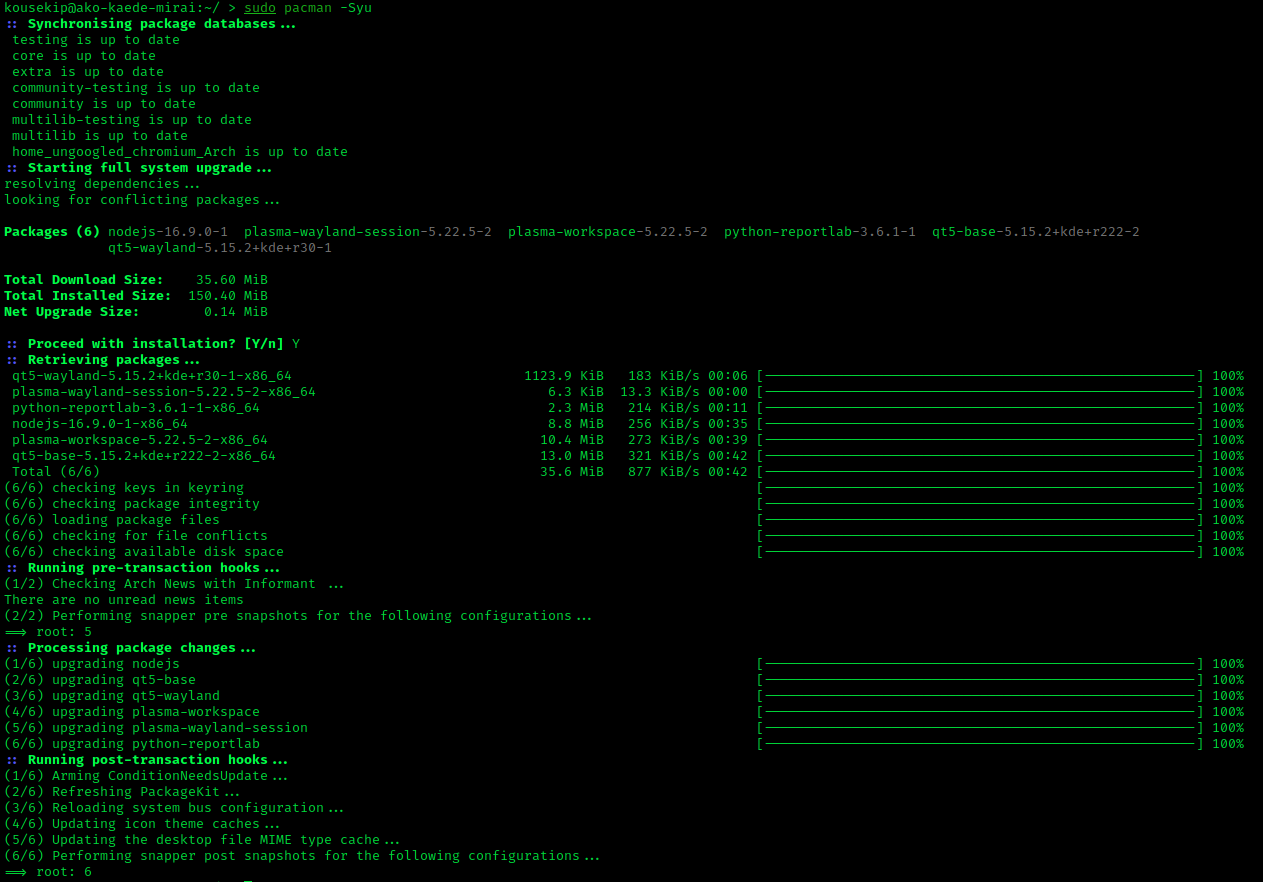 kousekip@ako-kaede-mirai:~/ > sudo pacman -Syu
:: Synchronising package databases...
testing is up to date
core is up to date
extra is up to date
community-testing is up to date
community is up to date
multilib-testing is up to date
multilib is up to date
home_ungoogled_chromium_Arch is up to date
:: Starting full system upgrade...
resolving dependencies...
looking for conflicting packages...
Packages (6) nodejs-16.9.0-1  plasma-wayland-session-5.22.5-2  plasma-workspace-5.22.5-2  python-reportlab-3.6.1-1  qt5-base-5.15.2+kde+r222-2
qt5-wayland-5.15.2+kde+r30-1
Total Download Size:    35.60 MiB
Total Installed Size:  150.40 MiB
Net Upgrade Size:        0.14 MiB
:: Proceed with installation? [Y/n] Y
:: Retrieving packages...
qt5-wayland-5.15.2+kde+r30-1-x86_64 1123.9 KiB 183 KiB/s 00:06 [----------] 100%
plasma-wayland-session-5.22.5-2-x86_64 6.3 KiB 13.3 KiB/s 00:00 [----------] 100%
python-reportlab-3.6.1-1-x86_64 2.3 MiB 214 KiB/s 00:11 [----------] 100%
nodejs-16.9.0-1-x86_64 8.8 MiB 256 KiB/s 00:35 [----------] 100%
plasma-workspace-5.22.5-2-x86_64 10.4 MiB 273 KiB/s 00:39 [----------] 100%
qt5-base-5.15.2+kde+r222-2-x86_64 13.0 MiB 321 KiB/s 00:42 [----------] 100%
Total (6/6) 35.6 MiB 877 KiB/s 00:42 [----------] 100%
(6/6) checking keys in keyring [----------] 100%
(6/6) checking package integrity [----------] 100%
(6/6) loading package files [----------] 100%
(6/6) checking for file conflicts [----------] 100%
(6/6) checking available disk space [----------] 100%
:: Running pre-transaction hooks...
(1/2) Checking Arch News with Informant ...
There are no unread news items
(2/2) Performing snapper pre snapshots for the following configurations...
==> root: 5
:: Processing package changes...
(1/6) upgrading nodejs [----------] 100%
(2/6) upgrading qt5-base [----------] 100%
(3/6) upgrading qt5-wayland [----------] 100%
(4/6) upgrading plasma-workspace [----------] 100%
(5/6) upgrading plasma-wayland-session [----------] 100%
(6/6) upgrading python-reportlab [----------] 100%
:: Running post-transaction hooks...
(1/6) Arming ConditionNeedsUpdate...
(2/6) Refreshing PackageKit...
(3/6) Reloading system bus configuration...
(4/6) Updating icon theme caches...
(5/6) Updating the desktop file MIME type cache...
(6/6) Performing snapper post snapshots for the following configurations...
==> root: 6